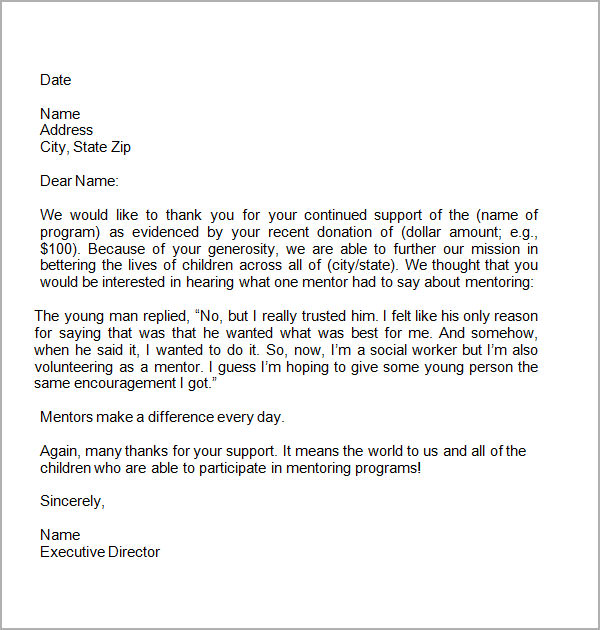 Date
Name
Address
City, State Zip
Dear Name:
We would like to thank you for your continued support of the (name of
program) as evidenced by your recent donation of (dollar amount; e.g.,
$100). Because of your generosity, we are able to further our mission in
bettering the lives of children across all of (city/state). We thought that you
would be interested in hearing what one mentor had to say about mentoring:
The young man replied, “No, but I really trusted him. I felt like his only reason
for saying that was that he wanted what was best for me. And somehow,
when he said it, I wanted to do it. So, now, I’m a social worker but I’m also
volunteering as a mentor. I guess I’m hoping to give some young person the
same encouragement I got.”
Mentors make a difference every day.
Again, many thanks for your support. It means the world to us and all of the
children who are able to participate in mentoring programs!
Sincerely,
Name
Executive Director